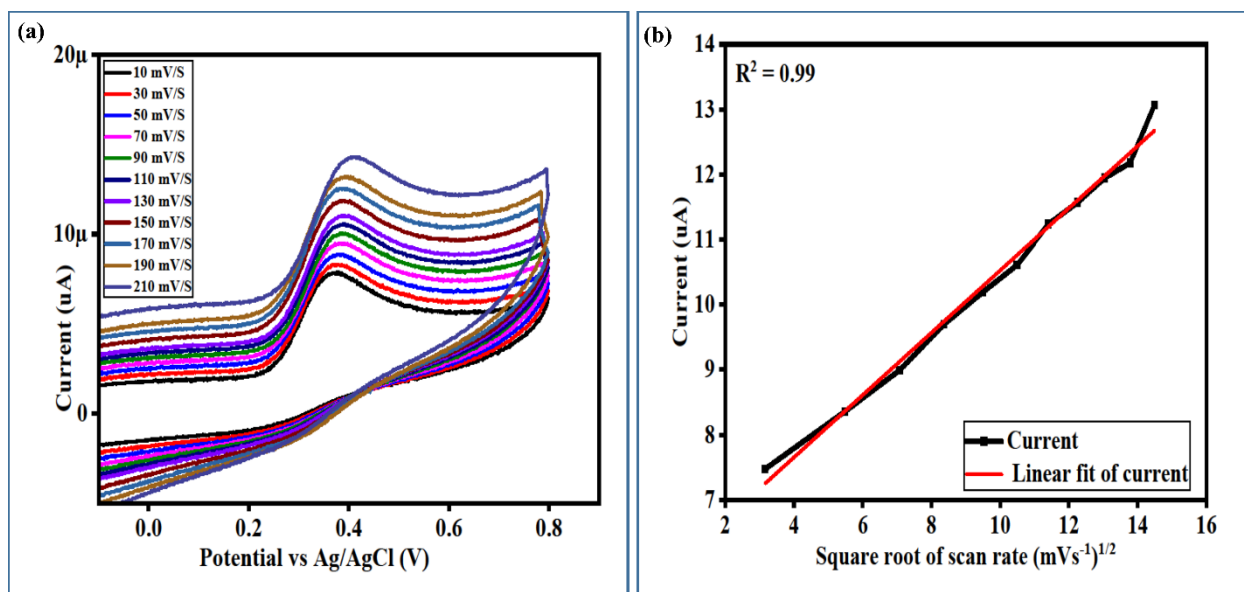 (a)
20μ
10 mV/S
30 mV/S
50 mV/S
70 mV/S
90 mV/S
110 mV/S
130 mV/S
150 mV/S
170 mV/S
190 mV/S
210 mV/S
10μ
0
Current (uA)
0.0 0.2 0.4 0.6 0.8
Potential vs Ag/AgCl (V)
(b)
R² = 0.99
14
13
12
11
10
9
8
7
Current (uA)
Current
Linear fit of current
2 4 6 8 10 12 14 16
Square root of scan rate (mVs⁻¹)¹/²